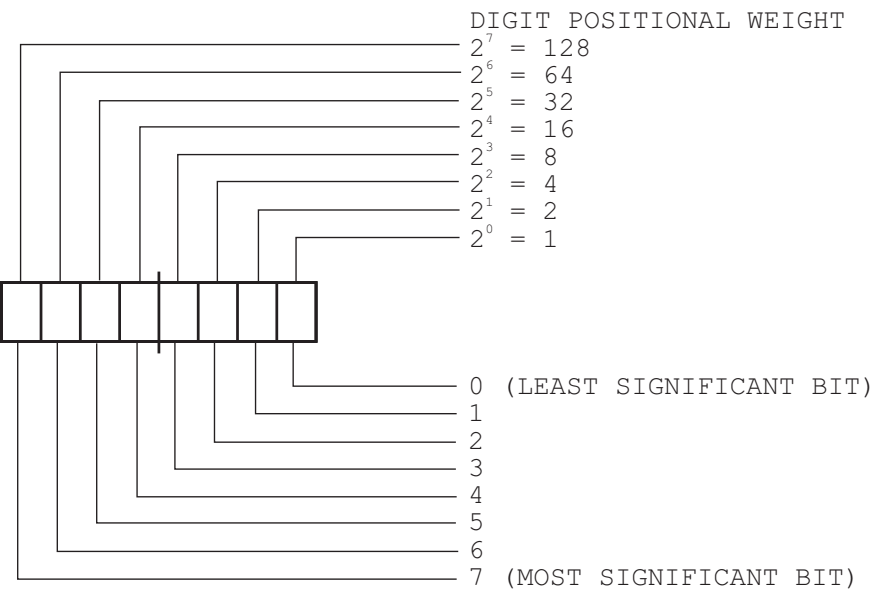 DIGIT POSITIONAL WEIGHT
2⁷ = 128
2⁶ = 64
2⁵ = 32
2⁴ = 16
2³ = 8
2² = 4
2¹ = 2
2⁰ = 1
0 (LEAST SIGNIFICANT BIT)
1
2
3
4
5
6
7 (MOST SIGNIFICANT BIT)